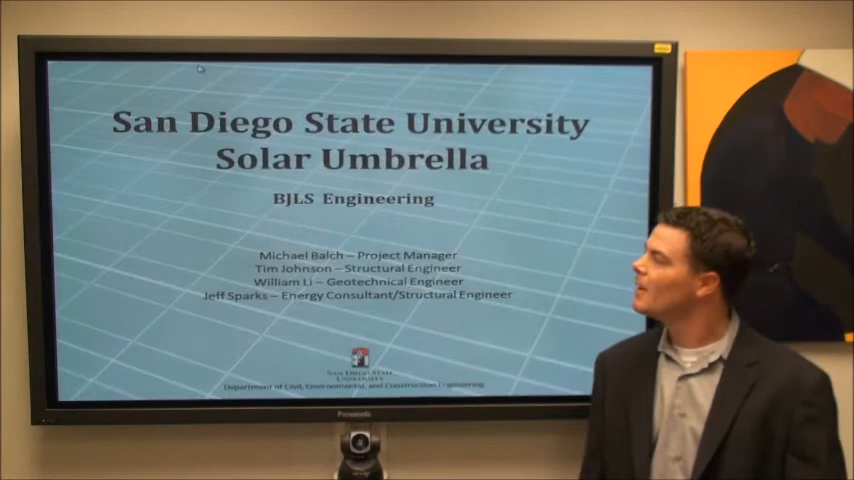 San Diego State University
Solar Umbrella
BJLS Engineering
Michael Balch – Project Manager
Tim Johnson – Structural Engineer
William Li – Geotechnical Engineer
Jeff Sparks – Energy Consultant/Structural Engineer
San Diego State
University
Department of Civil, Environmental, and Construction Engineering
Panasonic